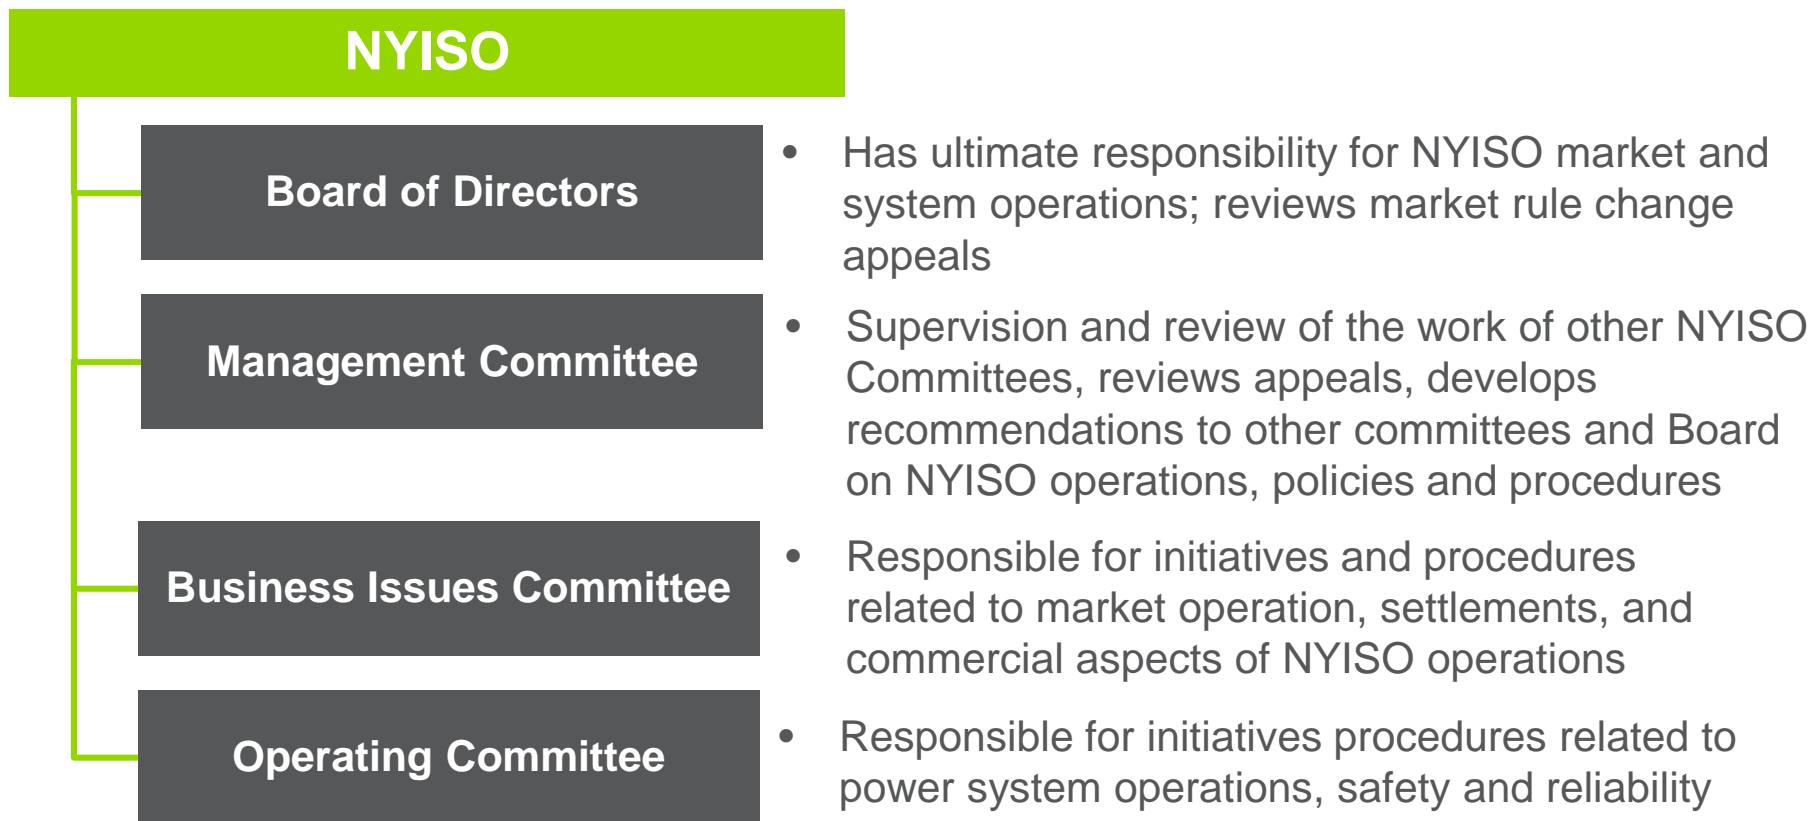 NYISO
Board of Directors
• Has ultimate responsibility for NYISO market and
system operations; reviews market rule change
appeals
Management Committee
• Supervision and review of the work of other NYISO
Committees, reviews appeals, develops
recommendations to other committees and Board
on NYISO operations, policies and procedures
Business Issues Committee
• Responsible for initiatives and procedures
related to market operation, settlements, and
commercial aspects of NYISO operations
Operating Committee
• Responsible for initiatives procedures related to
power system operations, safety and reliability